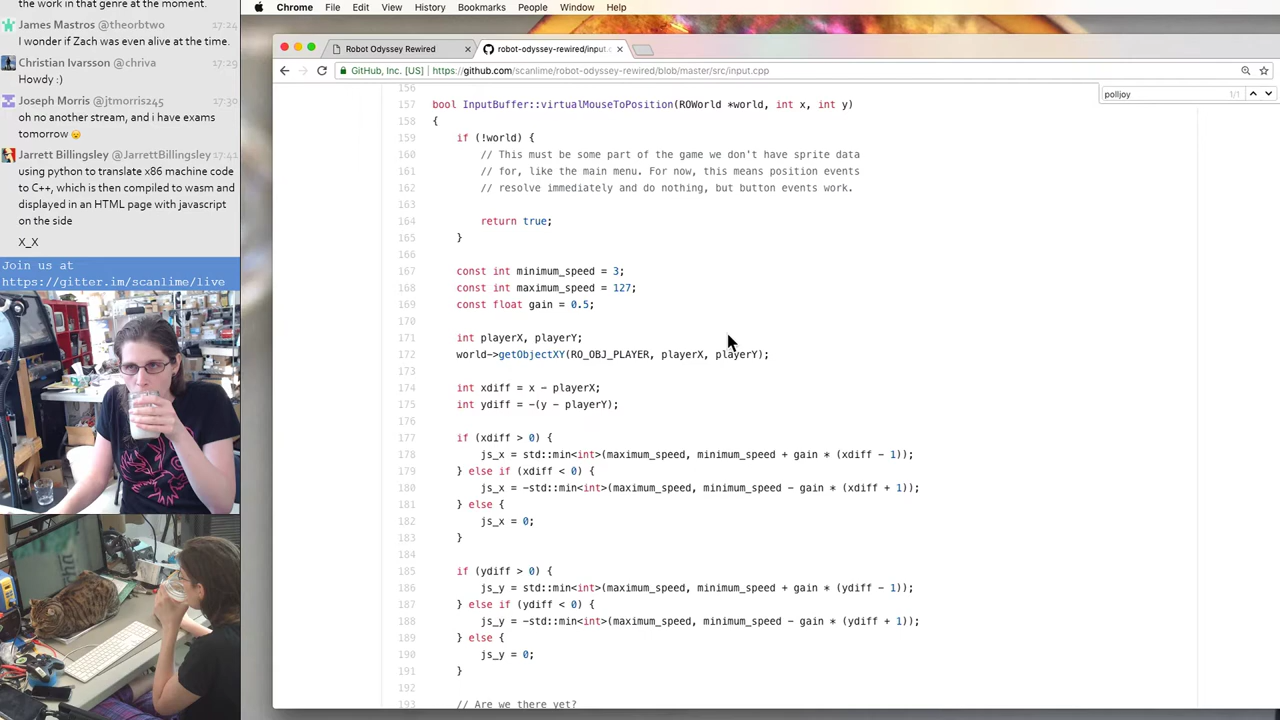 the work in that genre at the moment.
James Mastros @theorbtwo 17:24
I wonder if Zach was even alive at the time.
Christian Ivarsson @chriva 17:29
Howdy :)
Joseph Morris @jtmorris245 17:30
oh no another stream, and i have exams
tomorrow
Jarrett Billingsley @JarrettBillingsley 17:41
using python to translate x86 machine code
to C++, which is then compiled to wasm and
displayed in an HTML page with javascript
on the side
X_X
Join us at
https://gitter.im/scanlime/live
Chrome File Edit View History Bookmarks People Window Help
Robot Odyssey Rewired
robot-odyssey-rewired/input.c
GitHub, Inc. [US] https://github.com/scanlime/robot-odyssey-rewired/blob/master/src/input.cpp
polljoy 1/1
156
157 bool InputBuffer::virtualMouseToPosition(ROWorld *world, int x, int y)
158 {
159 if (!world) {
160 // This must be some part of the game we don't have sprite data
161 // for, like the main menu. For now, this means position events
162 // resolve immediately and do nothing, but button events work.
163
164 return true;
165 }
166
167 const int minimum_speed = 3;
168 const int maximum_speed = 127;
169 const float gain = 0.5;
170
171 int playerX, playerY;
172 world->getObjectXY(RO_OBJ_PLAYER, playerX, playerY);
173
174 int xdiff = x - playerX;
175 int ydiff = -(y - playerY);
176
177 if (xdiff > 0) {
178 js_x = std::min<int>(maximum_speed, minimum_speed + gain * (xdiff - 1));
179 } else if (xdiff < 0) {
180 js_x = -std::min<int>(maximum_speed, minimum_speed - gain * (xdiff + 1));
181 } else {
182 js_x = 0;
183 }
184
185 if (ydiff > 0) {
186 js_y = std::min<int>(maximum_speed, minimum_speed + gain * (ydiff - 1));
187 } else if (ydiff < 0) {
188 js_y = -std::min<int>(maximum_speed, minimum_speed - gain * (ydiff + 1));
189 } else {
190 js_y = 0;
191 }
192
193 // Are we there yet?